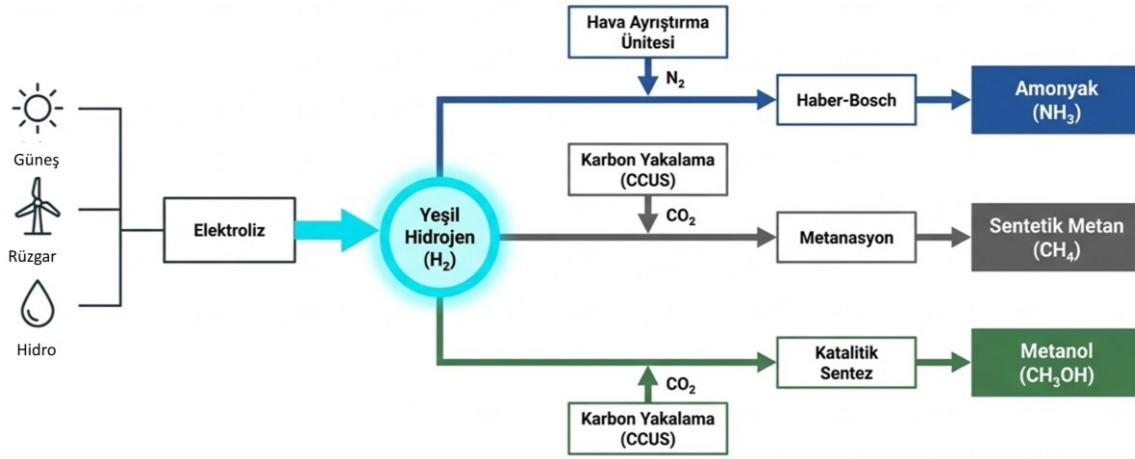 Güneş
Rüzgar
Hidro
Elektroliz
Yeşil
Hidrojen
(H₂)
Hava Ayrıştırma
Ünitesi
N₂
Haber-Bosch
Amonyak
(NH₃)
Karbon Yakalama
(CCUS)
CO₂
Metanasyon
Sentetik Metan
(CH₄)
CO₂
Karbon Yakalama
(CCUS)
Katalitik
Sentez
Metanol
(CH₃OH)